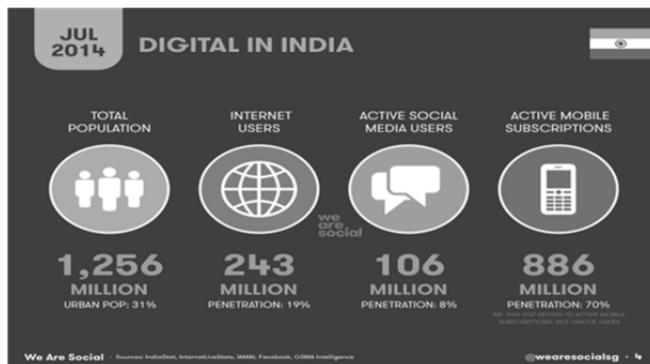 JUL
2014
DIGITAL IN INDIA
TOTAL
POPULATION
INTERNET
USERS
ACTIVE SOCIAL
MEDIA USERS
ACTIVE MOBILE
SUBSCRIPTIONS
we
are
social
1,256
MILLION
URBAN POP: 31%
243
MILLION
PENETRATION: 19%
106
MILLION
PENETRATION: 8%
886
MILLION
PENETRATION: 70%
NB: THIS STAT REFERS TO ACTIVE MOBILE
SUBSCRIPTIONS, NOT UNIQUE USERS
We Are Social - Sources: IndiaStat, InternetLiveStats, IAMAI, Facebook, GSMA Intelligence
@wearesocialsg - 4